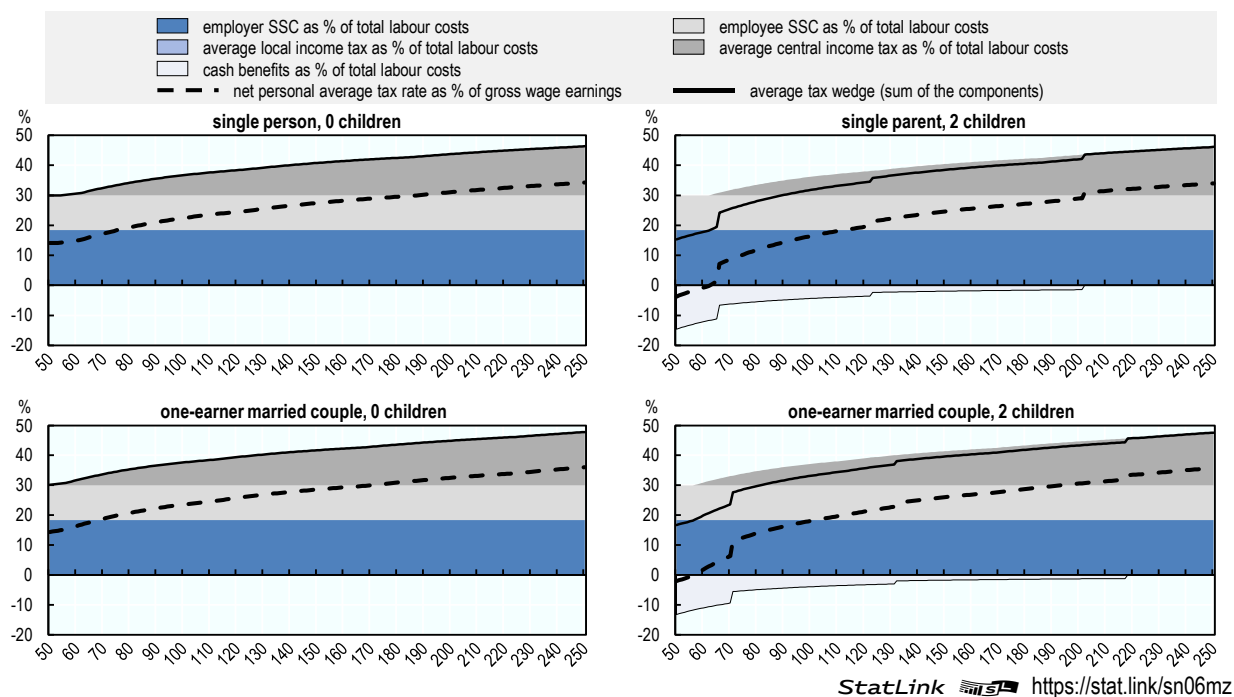 employer SSC as % of total labour costs
employee SSC as % of total labour costs
average local income tax as % of total labour costs
average central income tax as % of total labour costs
cash benefits as % of total labour costs
net personal average tax rate as % of gross wage earnings
average tax wedge (sum of the components)
%
single person, 0 children
50
40
30
20
10
0
-10
-20
50 60 70 80 90 100 110 120 130 140 150 160 170 180 190 200 210 220 230 240 250
%
single parent, 2 children
50
40
30
20
10
0
-10
-20
50 60 70 80 90 100 110 120 130 140 150 160 170 180 190 200 210 220 230 240 250
%
one-earner married couple, 0 children
50
40
30
20
10
0
-10
-20
50 60 70 80 90 100 110 120 130 140 150 160 170 180 190 200 210 220 230 240 250
%
one-earner married couple, 2 children
50
40
30
20
10
0
-10
-20
50 60 70 80 90 100 110 120 130 140 150 160 170 180 190 200 210 220 230 240 250
StatLink https://stat.link/sn06mz